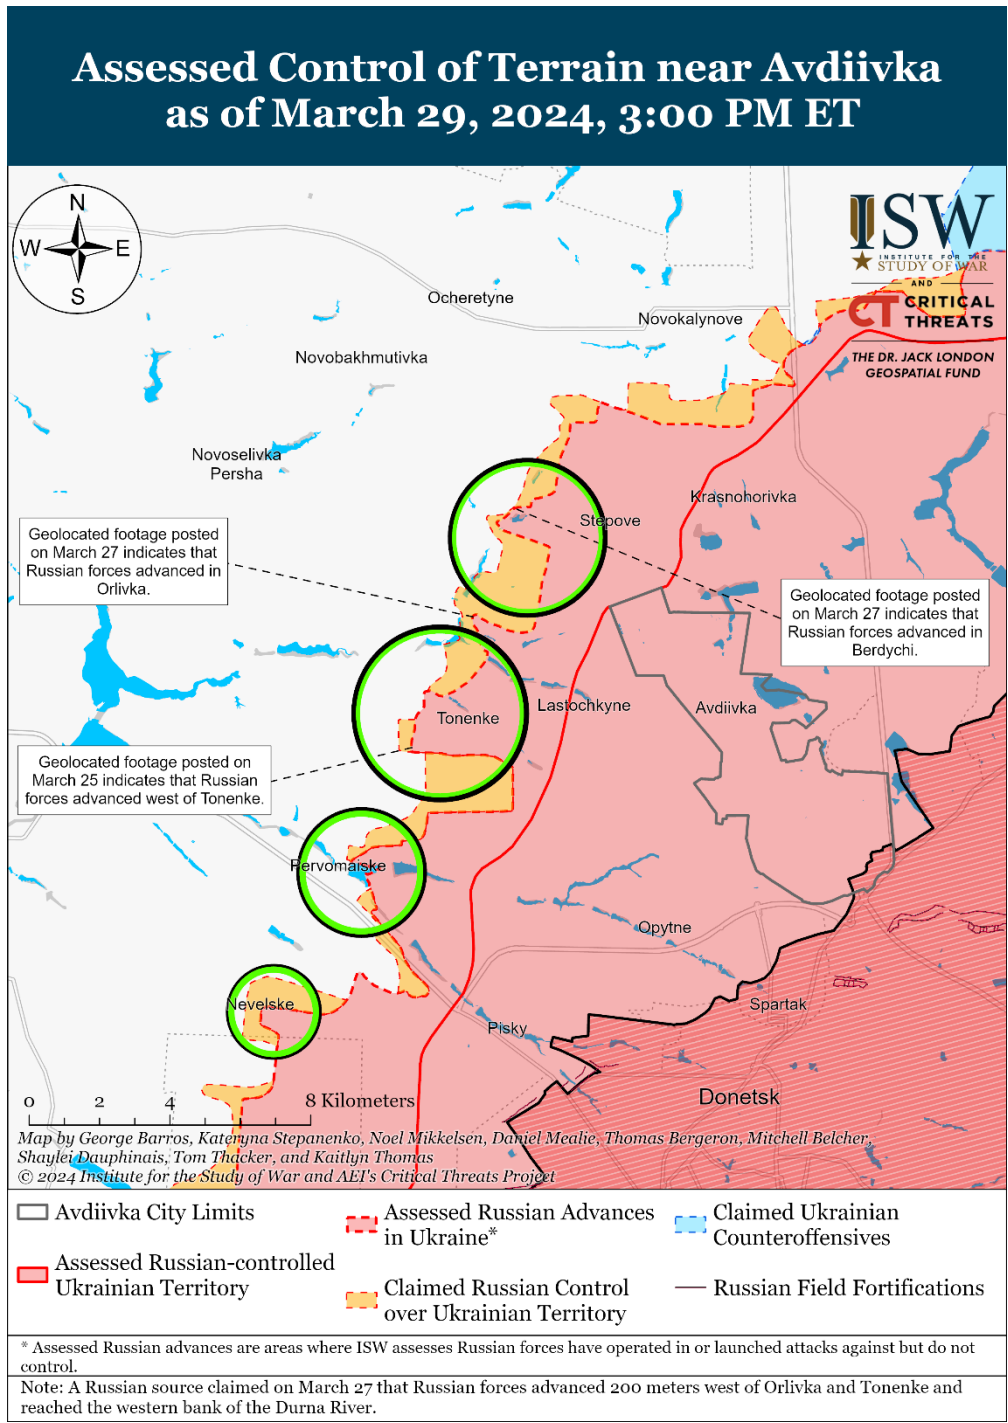 Assessed Control of Terrain near Avdiivka
as of March 29, 2024, 3:00 PM ET
N
W
E
S
ISW
INSTITUTE FOR THE
STUDY OF WAR
AND
CT CRITICAL
THREATS
THE DR. JACK LONDON
GEOSPATIAL FUND
Ocheretyne
Novokalynove
Novobakhmutivka
Novoselivka
Persha
Krasnohorivka
Stepove
Geolocated footage posted
on March 27 indicates that
Russian forces advanced in
Orlivka.
Geolocated footage posted
on March 27 indicates that
Russian forces advanced in
Berdychi.
Lastochkyne
Avdiivka
Tonenke
Geolocated footage posted on
March 25 indicates that Russian
forces advanced west of Tonenke.
Pervomaiske
Opytne
Nevelske
Spartak
Pisky
Donetsk
0
2
4
8 Kilometers
Map by George Barros, Kateryna Stepanenko, Noel Mikkelsen, Daniel Mealie, Thomas Bergeron, Mitchell Belcher,
Shaylei Dauphinais, Tom Thacker, and Kaitlyn Thomas
© 2024 Institute for the Study of War and AEI's Critical Threats Project
Avdiivka City Limits
Assessed Russian-controlled
Ukrainian Territory
Assessed Russian Advances
in Ukraine*
Claimed Russian Control
over Ukrainian Territory
Claimed Ukrainian
Counteroffensives
Russian Field Fortifications
* Assessed Russian advances are areas where ISW assesses Russian forces have operated in or launched attacks against but do not
control.
Note: A Russian source claimed on March 27 that Russian forces advanced 200 meters west of Orlivka and Tonenke and
reached the western bank of the Durna River.